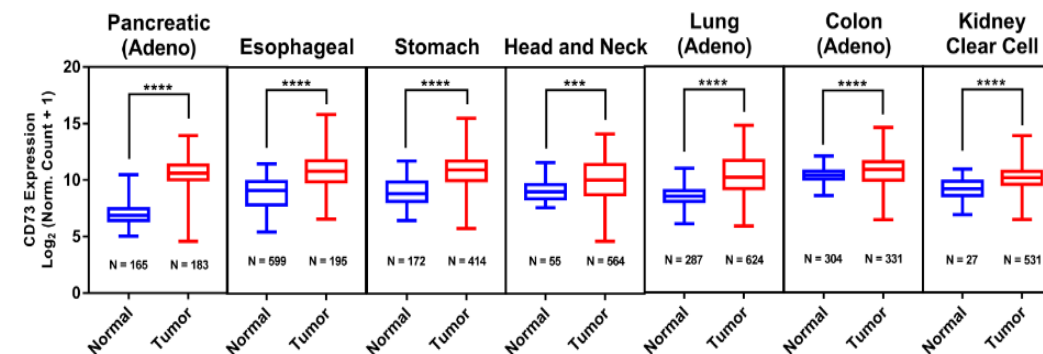 Pancreatic
(Adeno)
Esophageal
Stomach
Head and Neck
Lung
(Adeno)
Colon
(Adeno)
Kidney
Clear Cell
CD73 Expression
Log2 (Norm. Count + 1)
20
15
10
5
0
****
****
****
***
****
****
****
N = 165
N = 183
N = 599
N = 195
N = 172
N = 414
N = 55
N = 564
N = 287
N = 624
N = 304
N = 331
N = 27
N = 531
Normal
Tumor
Normal
Tumor
Normal
Tumor
Normal
Tumor
Normal
Tumor
Normal
Tumor
Normal
Tumor